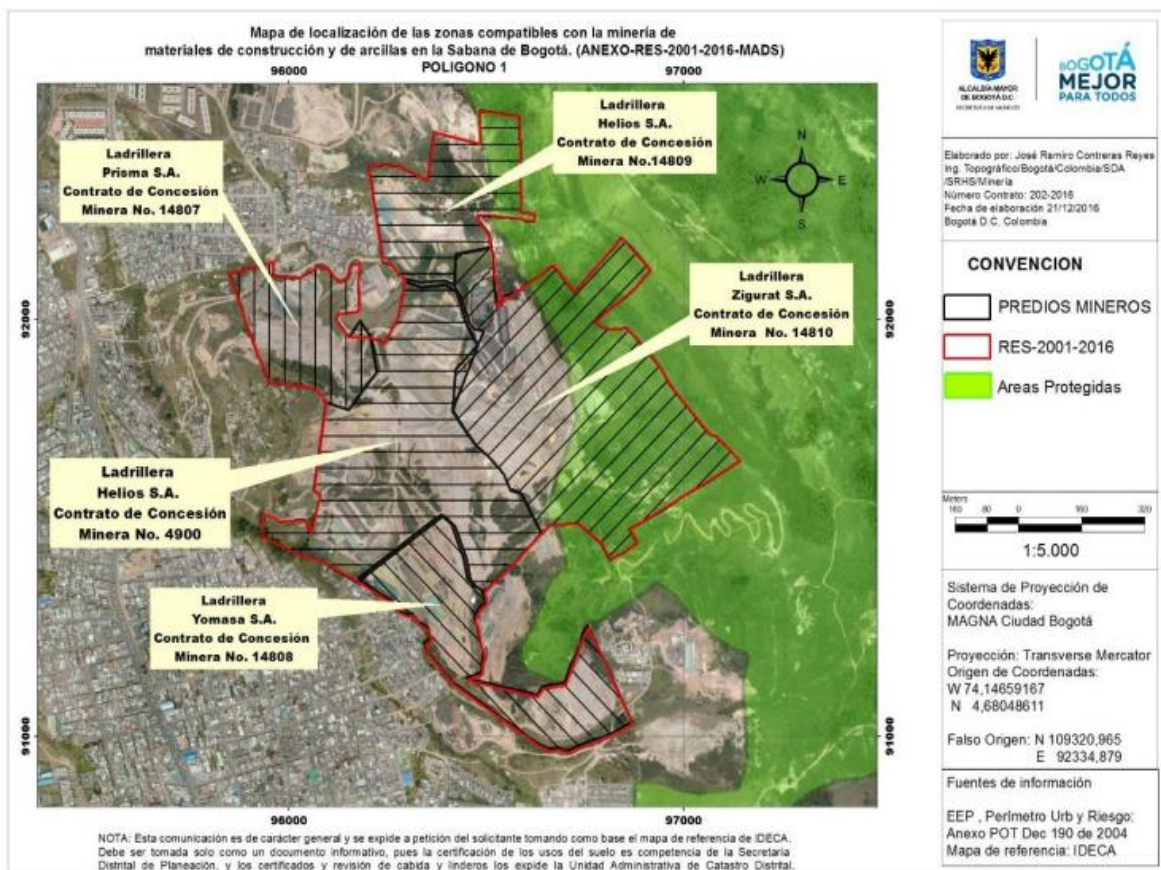 Mapa de localización de las zonas compatibles con la minería de
materiales de construcción y de arcillas en la Sabana de Bogotá. (ANEXO-RES-2001-2016-MADS)
POLIGONO 1
96000
97000
Ladrillera
Helios S.A.
Contrato de Concesión
Minera No.14809
Ladrillera
Prisma S.A.
Contrato de Concesión
Minera No. 14807
N
W
E
S
Ladrillera
Zigurat S.A.
Contrato de Concesión
Minera No. 14810
92000
92000
Ladrillera
Helios S.A.
Contrato de Concesión
Minera No. 4900
Ladrillera
Yomasa S.A.
Contrato de Concesión
Minera No. 14808
91000
91000
96000
97000
NOTA: Esta comunicación es de carácter general y se expide a petición del solicitante tomando como base el mapa de referencia de IDECA.
Debe ser tomada solo como un documento informativo, pues la certificación de los usos del suelo es competencia de la Secretaria
Distrital de Planeación, y los certificados y revisión de cabida y linderos los expide la Unidad Administrativa de Catastro Distrital.
ALCALDÍA MAYOR
DE BOGOTÁ D.C.
SECRETARÍA DE AMBIENTE
BOGOTÁ
MEJOR
PARA TODOS
Elaborado por: José Ramiro Contreras Reyes
Ing. Topográfico/Bogotá/Colombia/SDA
/SRHS/Minería
Número Contrato: 202-2016
Fecha de elaboración 21/12/2016
Bogotá D.C. Colombia
CONVENCION
PREDIOS MINEROS
RES-2001-2016
Areas Protegidas
Meters
160 80 0 160 320
1:5.000
Sistema de Proyección de
Coordenadas:
MAGNA Ciudad Bogotá
Proyección: Transverse Mercator
Origen de Coordenadas:
W 74,14659167
N 4,68048611
Falso Origen: N 109320,965
E 92334,879
Fuentes de información
EEP , Perímetro Urb y Riesgo:
Anexo POT Dec 190 de 2004
Mapa de referencia: IDECA